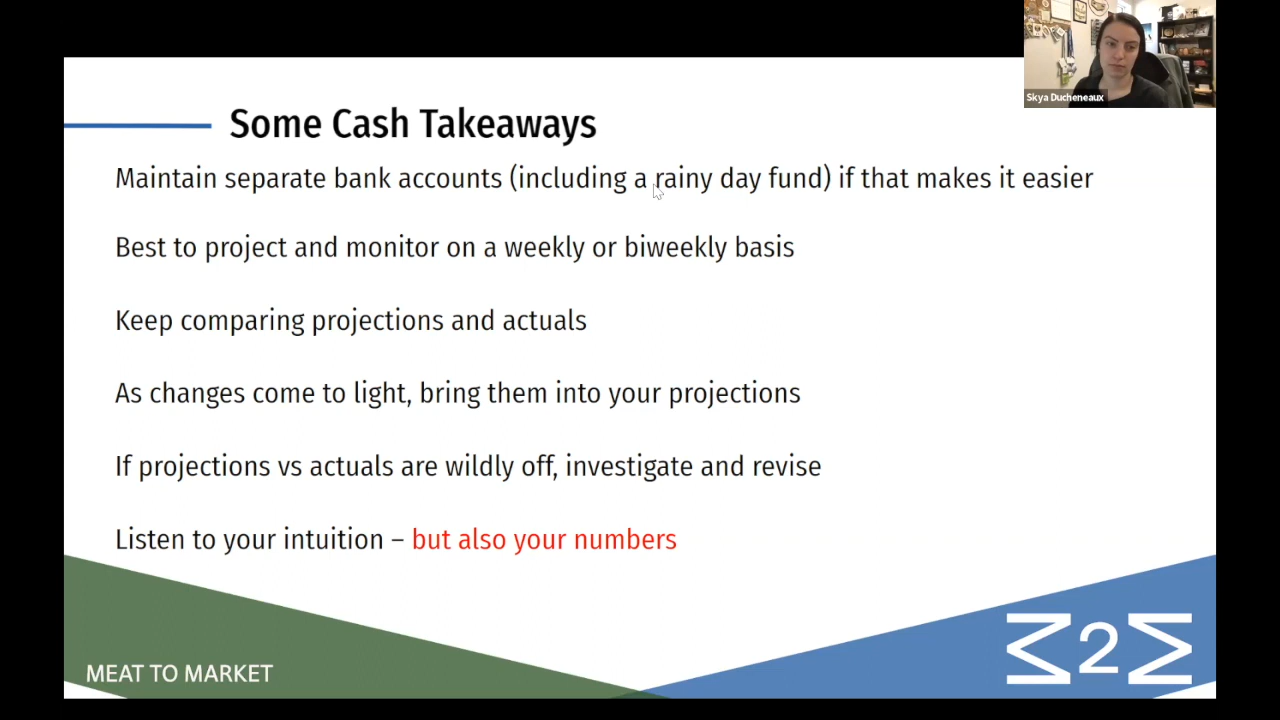 Skya Ducheneaux
Some Cash Takeaways
Maintain separate bank accounts (including a rainy day fund) if that makes it easier
Best to project and monitor on a weekly or biweekly basis
Keep comparing projections and actuals
As changes come to light, bring them into your projections
If projections vs actuals are wildly off, investigate and revise
Listen to your intuition – but also your numbers
MEAT TO MARKET
M2M